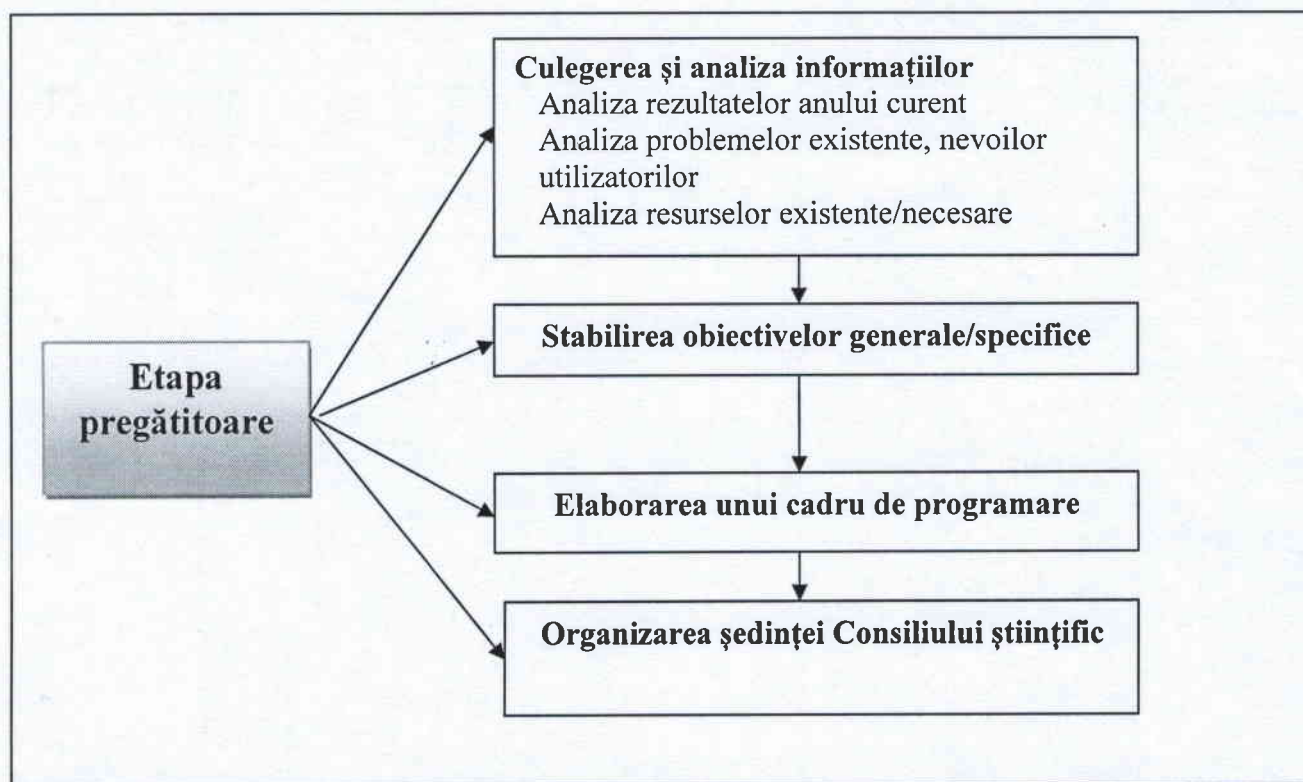 Culegerea și analiza informațiilor
Analiza rezultatelor anului curent
Analiza problemelor existente, nevoilor
utilizatorilor
Analiza resurselor existente/necesare
Stabilirea obiectivelor generale/specifice
Etapa
pregătitoare
Elaborarea unui cadru de programare
Organizarea ședinței Consiliului științific